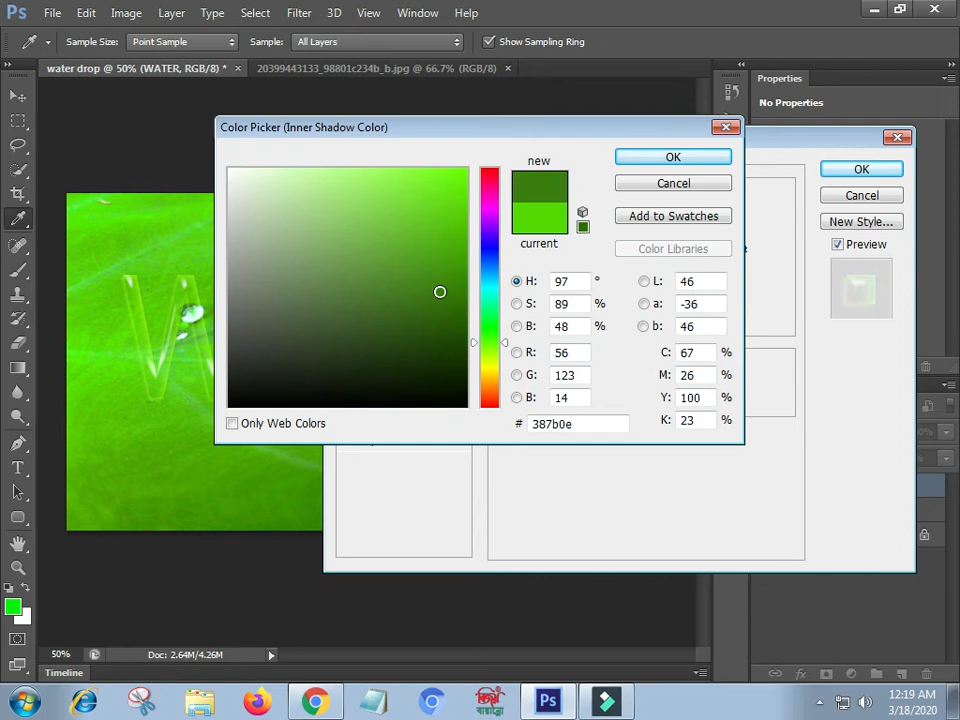 Ps File Edit Image Layer Type Select Filter 3D View Window Help
Sample Size: Point Sample Sample: All Layers Show Sampling Ring
water drop @ 50% (WATER, RGB/8) * × 20399443133_98801c234b_b.jpg @ 66.7% (RGB/8) ×
Properties
No Properties
Color Picker (Inner Shadow Color)
new
current
OK
Cancel
Add to Swatches
Color Libraries
H: 97 °
S: 89 %
B: 48 %
R: 56
G: 123
B: 14
# 387b0e
L: 46
a: -36
b: 46
C: 67 %
M: 26 %
Y: 100 %
K: 23 %
Only Web Colors
OK
Cancel
New Style...
Preview
W
50% Doc: 2.64M/4.26M
Timeline
Ps
12:19 AM
3/18/2020